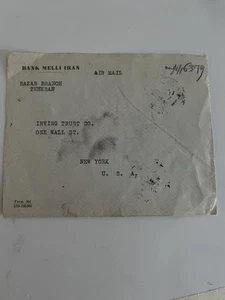 BANK MELLI IRAN
AIR MAIL
BAZAR BRANCH
TEHERAN
IRVING TRUST CO.
ONE WALL ST.
NEW YORK
U. S. A.